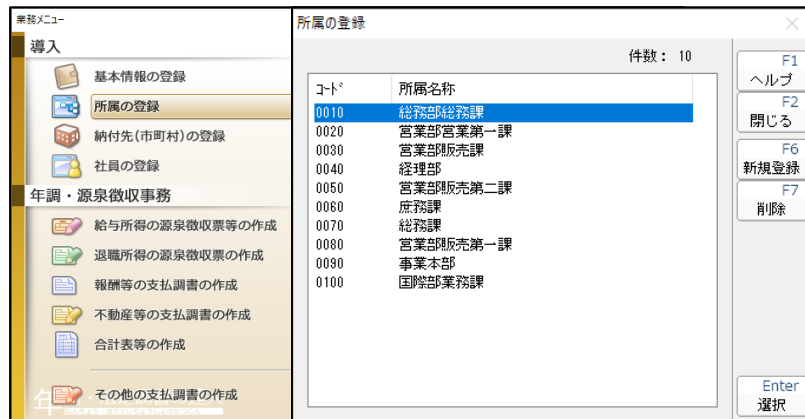 業務メニュー
導入
基本情報の登録
所属の登録
納付先(市町村)の登録
社員の登録
年調・源泉徴収事務
給与所得の源泉徴収票等の作成
退職所得の源泉徴収票の作成
報酬等の支払調書の作成
不動産等の支払調書の作成
合計表等の作成
その他の支払調書の作成
所属の登録
件数： 10
コード 所属名称
0010 総務部総務課
0020 営業部営業第一課
0030 営業部販売課
0040 経理部
0050 営業部販売第二課
0060 庶務課
0070 総務課
0080 営業部販売第一課
0090 事業本部
0100 国際部業務課
F1
ヘルプ
F2
閉じる
F6
新規登録
F7
削除
Enter
選択